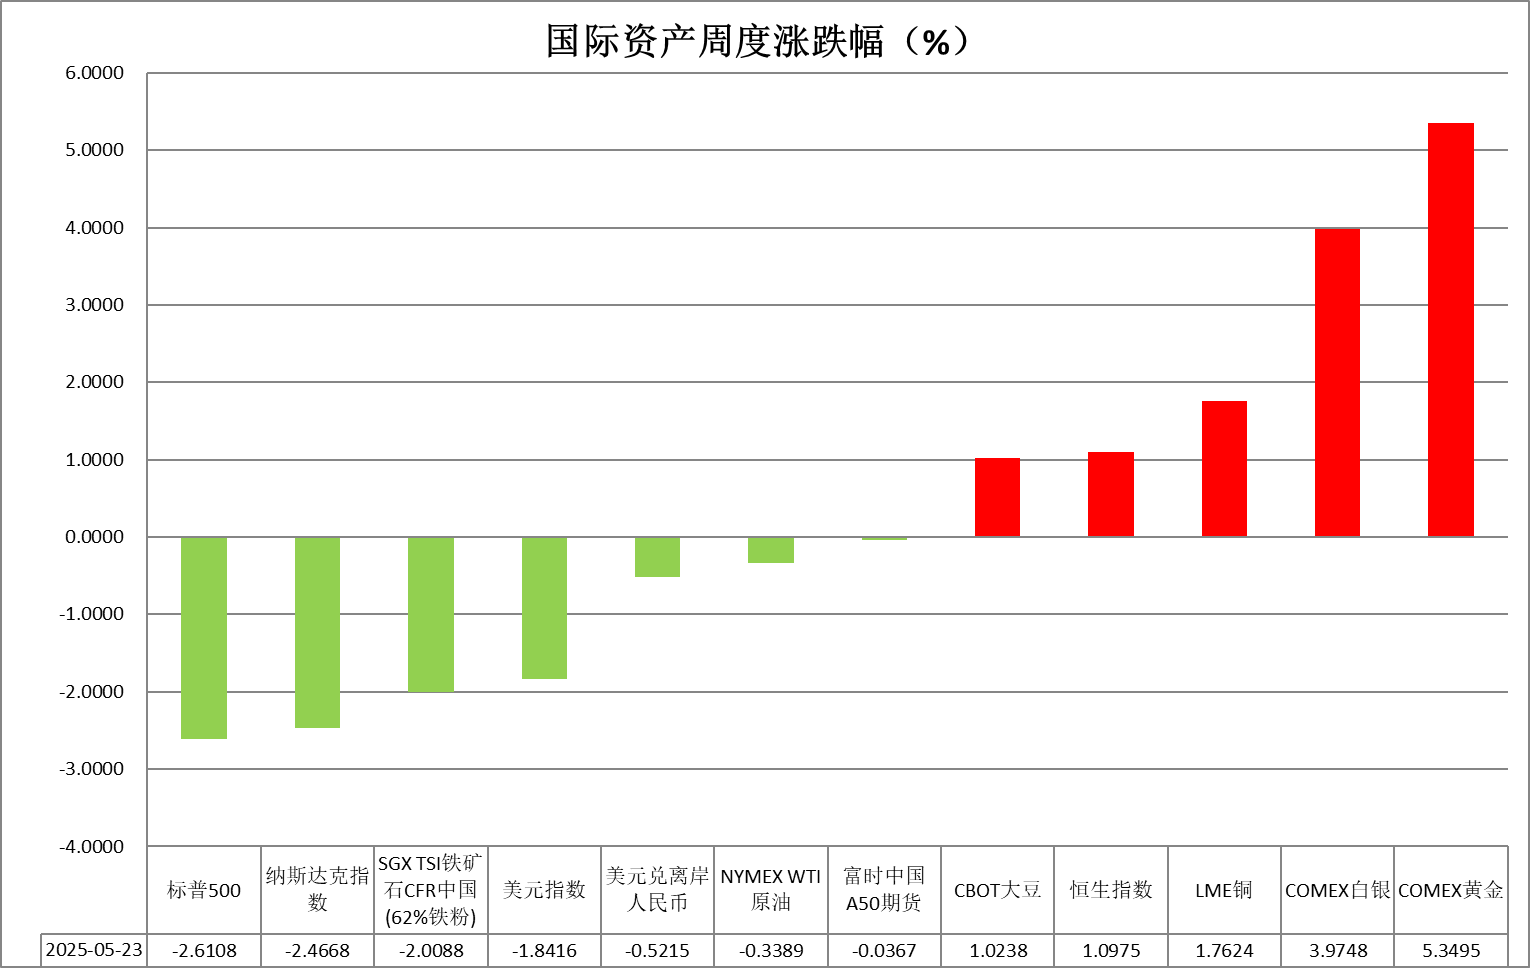 国际资产周度涨跌幅（%）
6.0000
5.0000
4.0000
3.0000
2.0000
1.0000
0.0000
-1.0000
-2.0000
-3.0000
-4.0000
标普500
纳斯达克指
数
SGX TSI铁矿
石CFR中国
(62%铁粉)
美元指数
美元兑离岸
人民币
NYMEX WTI
原油
富时中国
A50期货
CBOT大豆
恒生指数
LME铜
COMEX白银
COMEX黄金
2025-05-23 -2.6108 -2.4668 -2.0088 -1.8416 -0.5215 -0.3389 -0.0367 1.0238 1.0975 1.7624 3.9748 5.3495